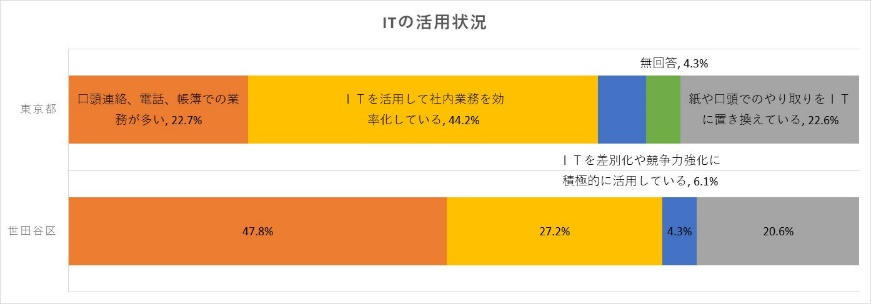 ITの活用状況
無回答, 4.3%
東京都
口頭連絡、電話、帳簿での業
務が多い, 22.7%
ＩＴを活用して社内業務を効
率化している, 44.2%
紙や口頭でのやり取りをＩＴ
に置き換えている, 22.6%
ＩＴを差別化や競争力強化に
積極的に活用している, 6.1%
世田谷区
47.8%
27.2%
4.3%
20.6%